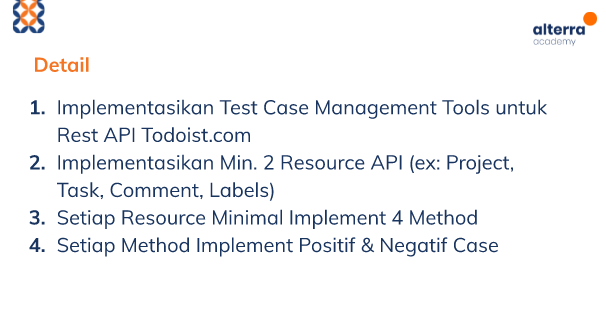 alterra
academy
Detail
1. Implementasikan Test Case Management Tools untuk
Rest API Todoist.com
2. Implementasikan Min. 2 Resource API (ex: Project,
Task, Comment, Labels)
3. Setiap Resource Minimal Implement 4 Method
4. Setiap Method Implement Positif & Negatif Case